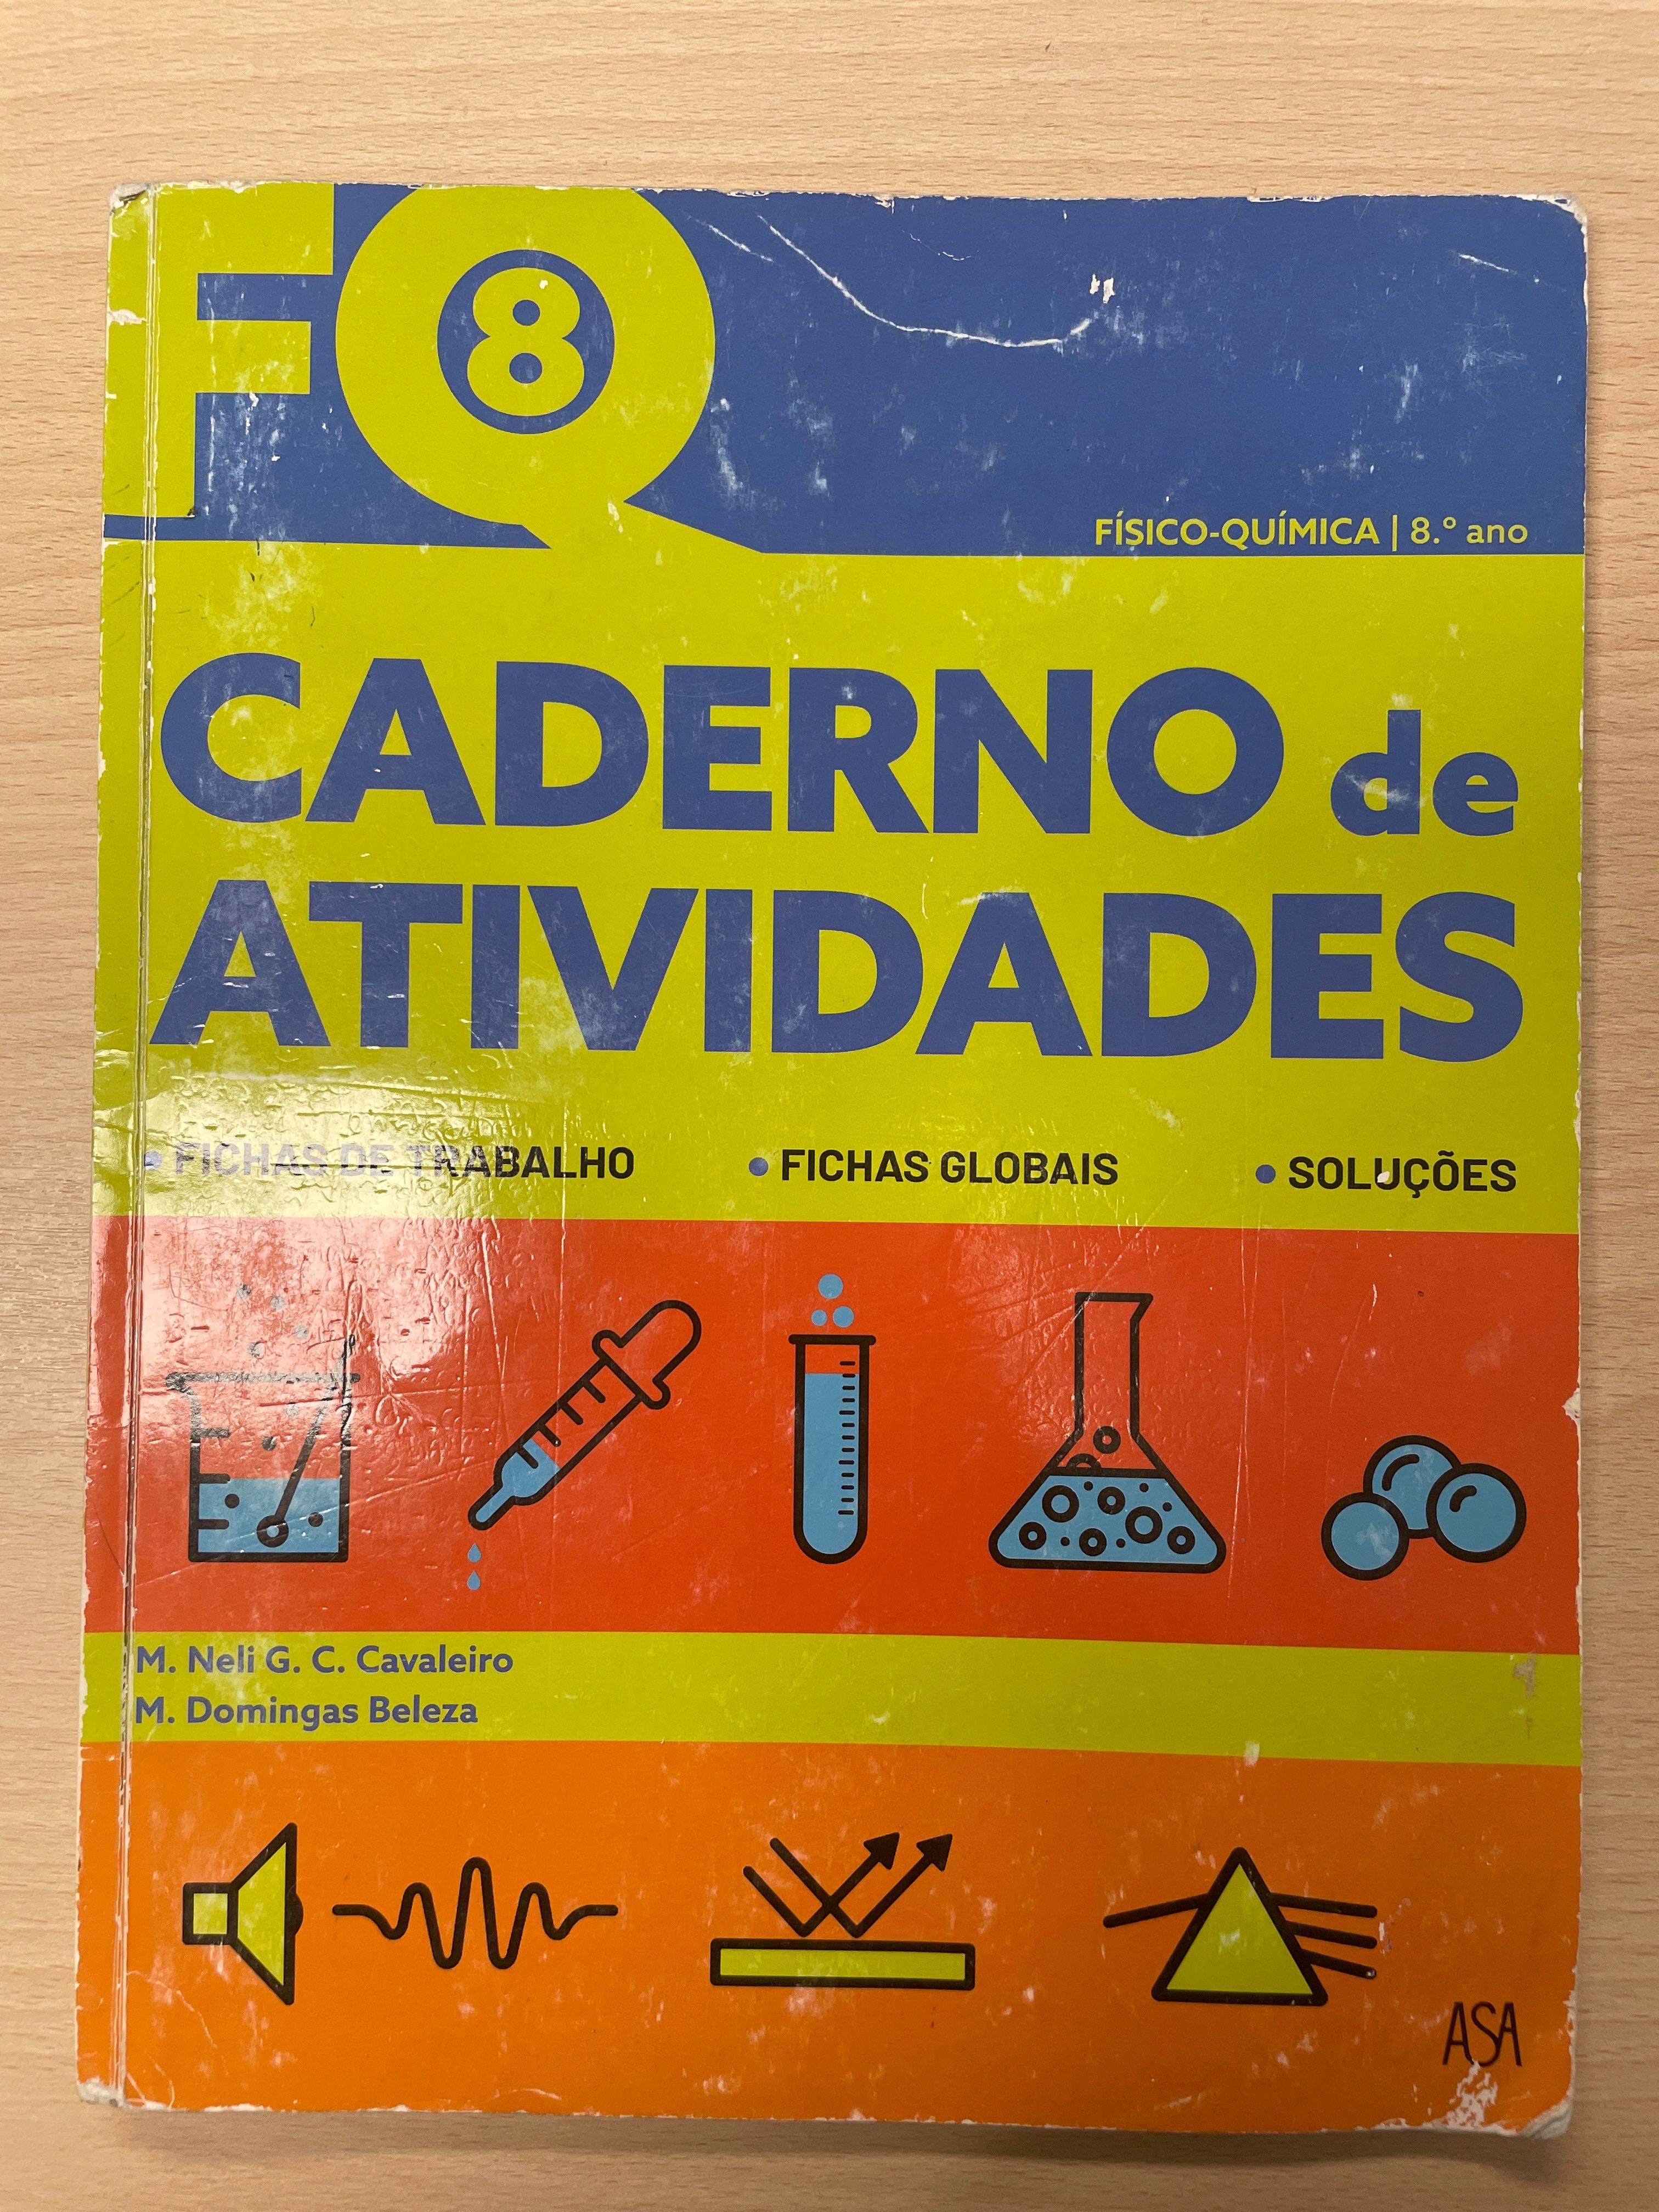 FQ8
FÍSICO-QUÍMICA | 8.º ano
CADERNO de
ATIVIDADES
• FICHAS DE TRABALHO • FICHAS GLOBAIS • SOLUÇÕES
M. Neli G. C. Cavaleiro
M. Domingas Beleza
ASA